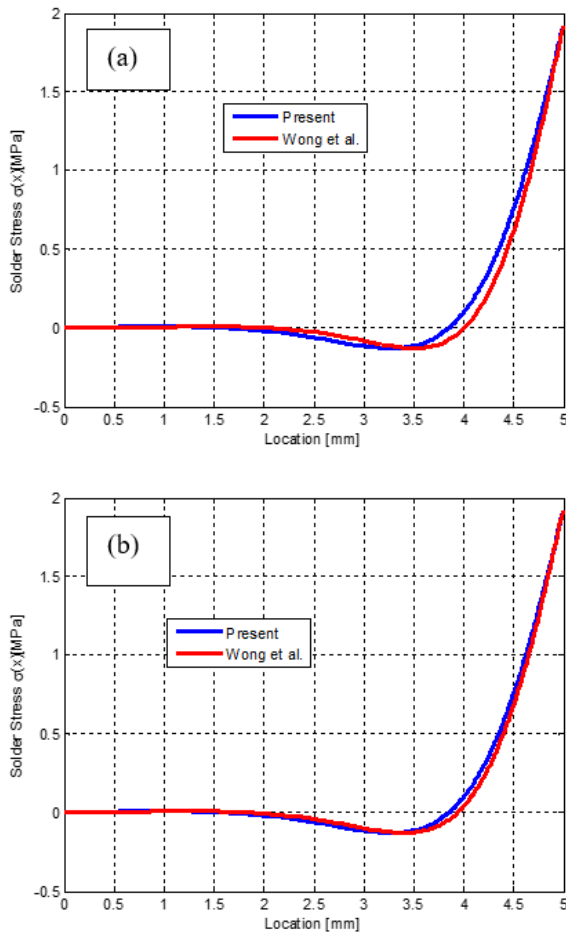 2
(a)
1.5
Present
Wong et al.
1
0.5
0
-0.5
Solder Stress σ(x)[MPa]
0 0.5 1 1.5 2 2.5 3 3.5 4 4.5 5
Location [mm]
2
(b)
1.5
Present
Wong et al.
1
0.5
0
-0.5
Solder Stress σ(x)[MPa]
0 0.5 1 1.5 2 2.5 3 3.5 4 4.5 5
Location [mm]